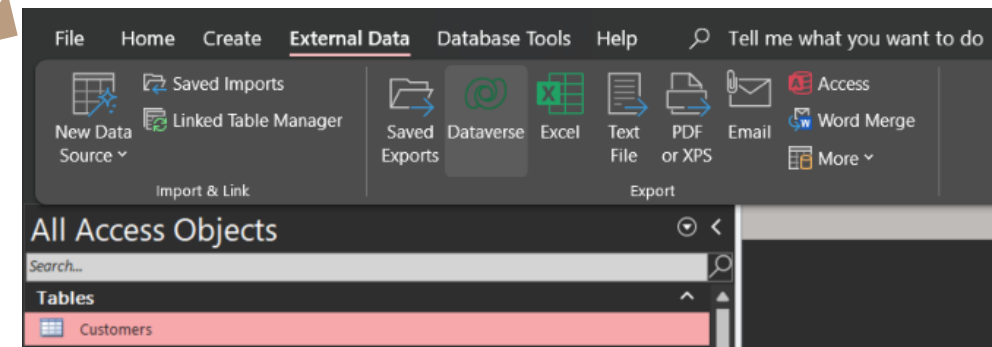 File Home Create External Data Database Tools Help Tell me what you want to do
New Data Source
Saved Imports
Linked Table Manager
Import & Link
Saved Exports
Dataverse
Excel
Text File
PDF or XPS
Email
Access
Word Merge
More
Export
All Access Objects
Search...
Tables
Customers